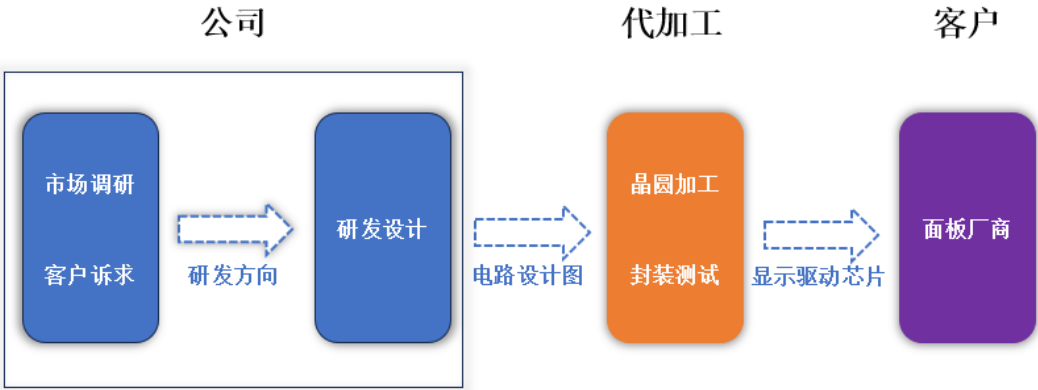 公司
代加工
客户
市场调研
客户诉求
研发方向
研发设计
电路设计图
晶圆加工
封装测试
显示驱动芯片
面板厂商